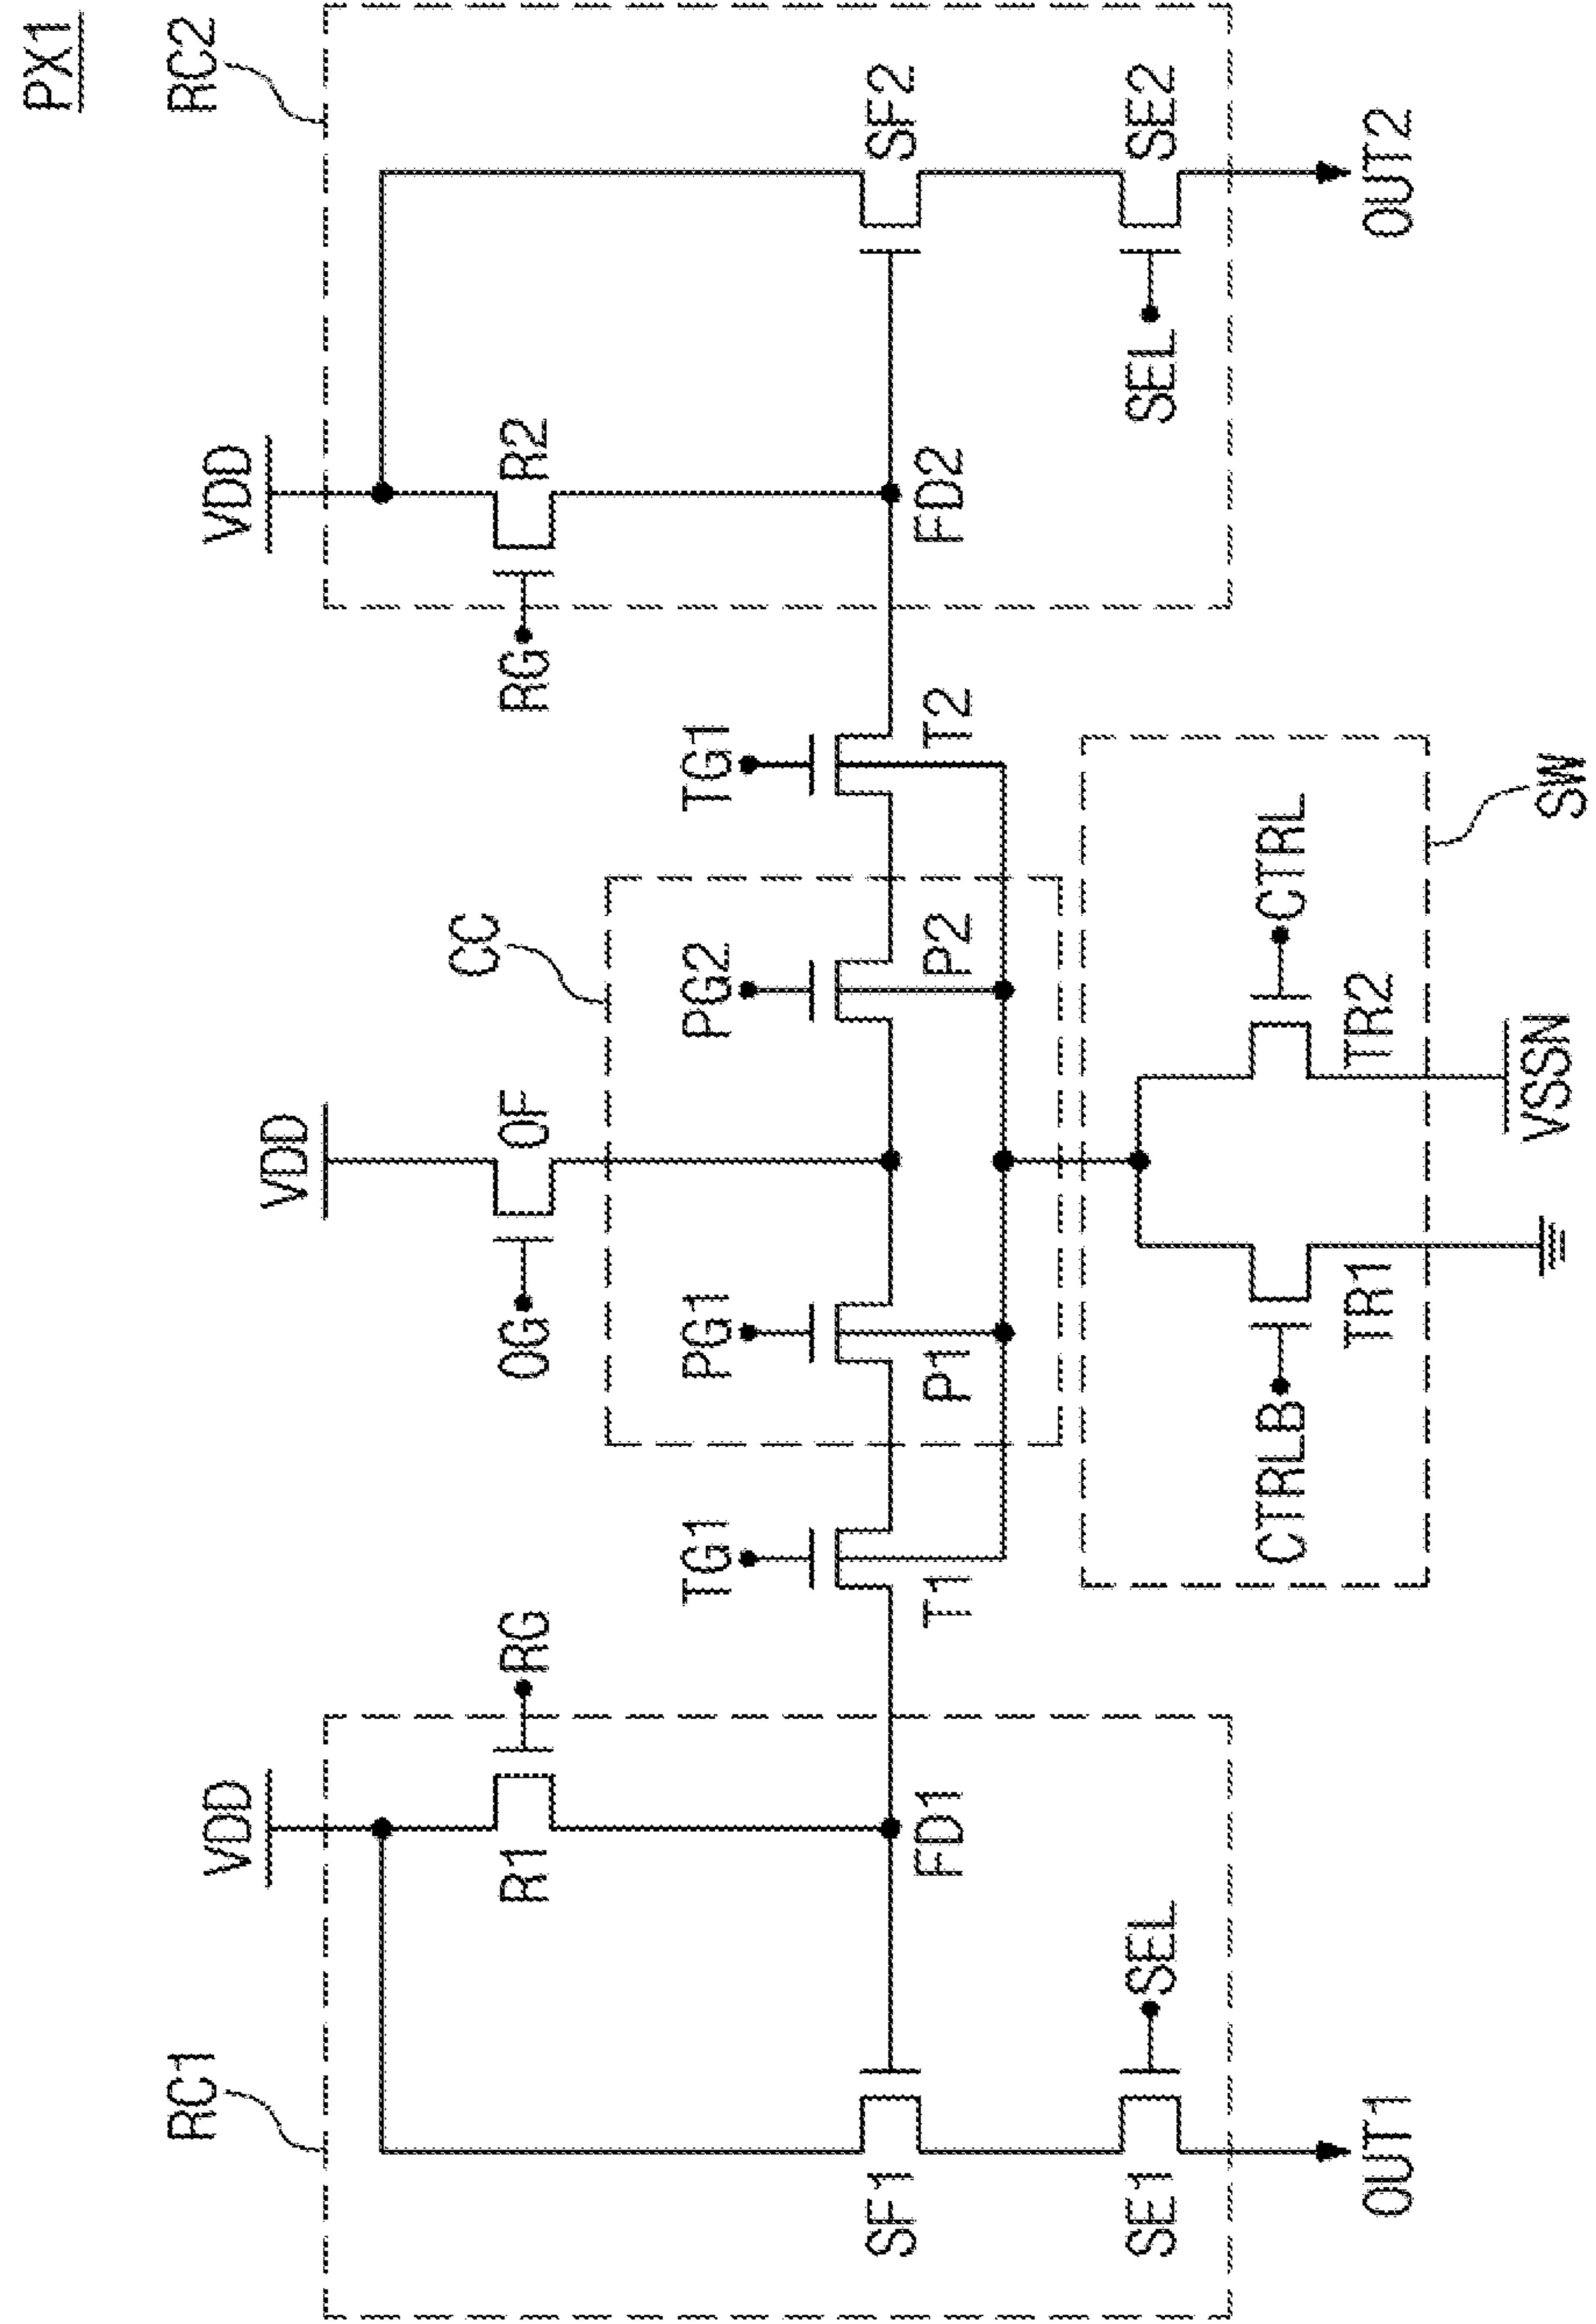 PX1
RC1
RC2
VDD
VDD
VDD
CC
R1
RG
OG
OF
RG
R2
TG1
PG1
PG2
TG1
SF1
FD1
T1
P1
P2
T2
FD2
SF2
SE1
SEL
SEL
SE2
CTRLB
CTRL
TR1
TR2
OUT1
OUT2
VSSN
SW